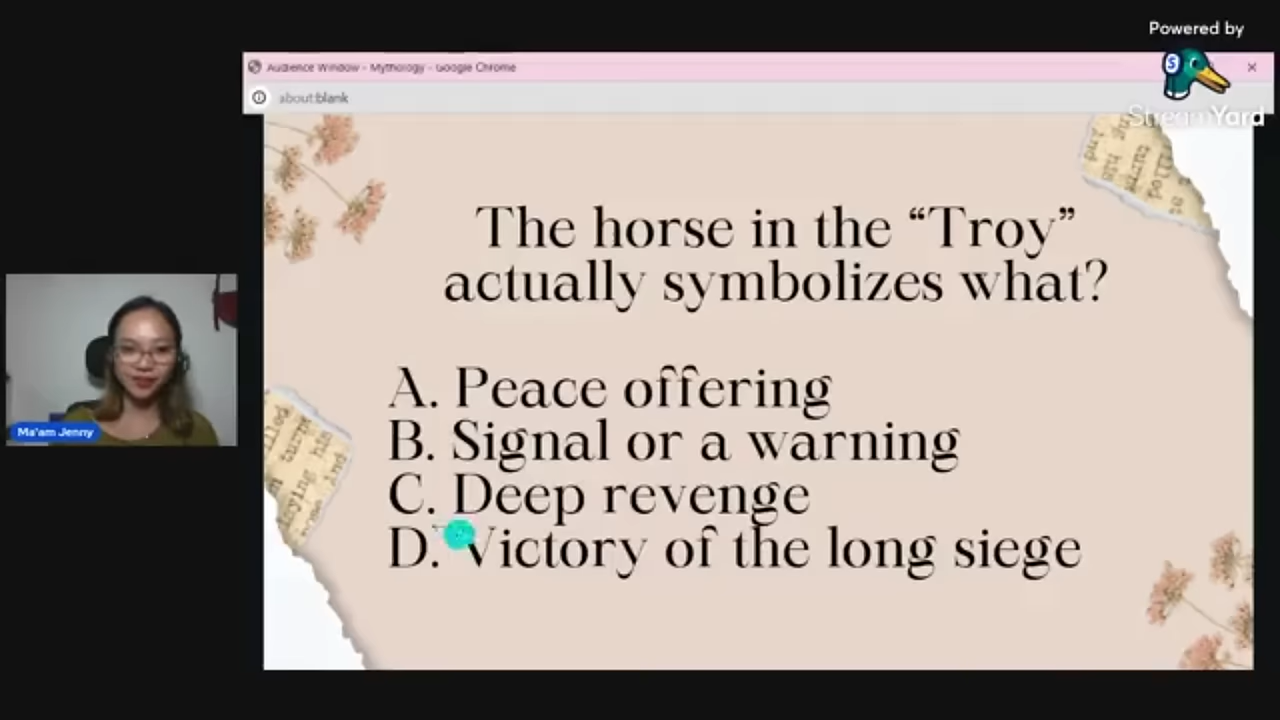 Powered by
StreamYard
Audience Window - Mythology - Google Chrome
about:blank
The horse in the “Troy”
actually symbolizes what?
A. Peace offering
B. Signal or a warning
C. Deep revenge
D. Victory of the long siege
Ma'am Jenny